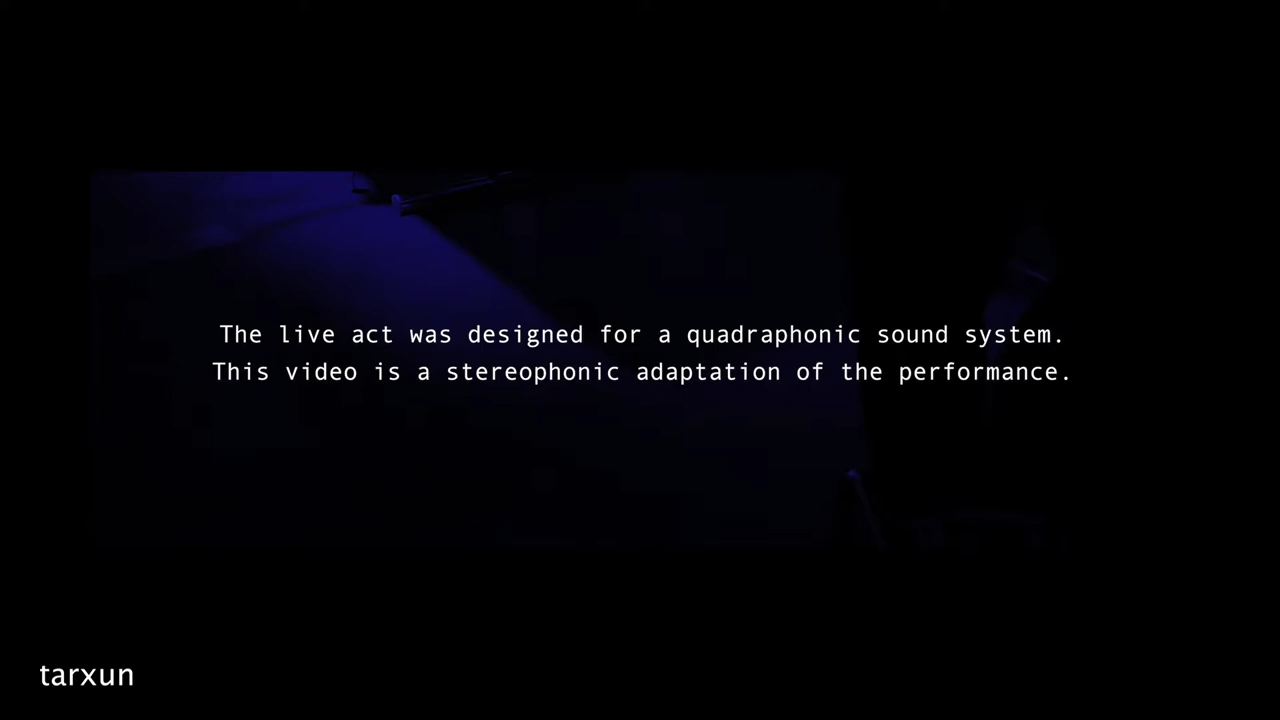 The live act was designed for a quadraphonic sound system.
This video is a stereophonic adaptation of the performance.
tarxun